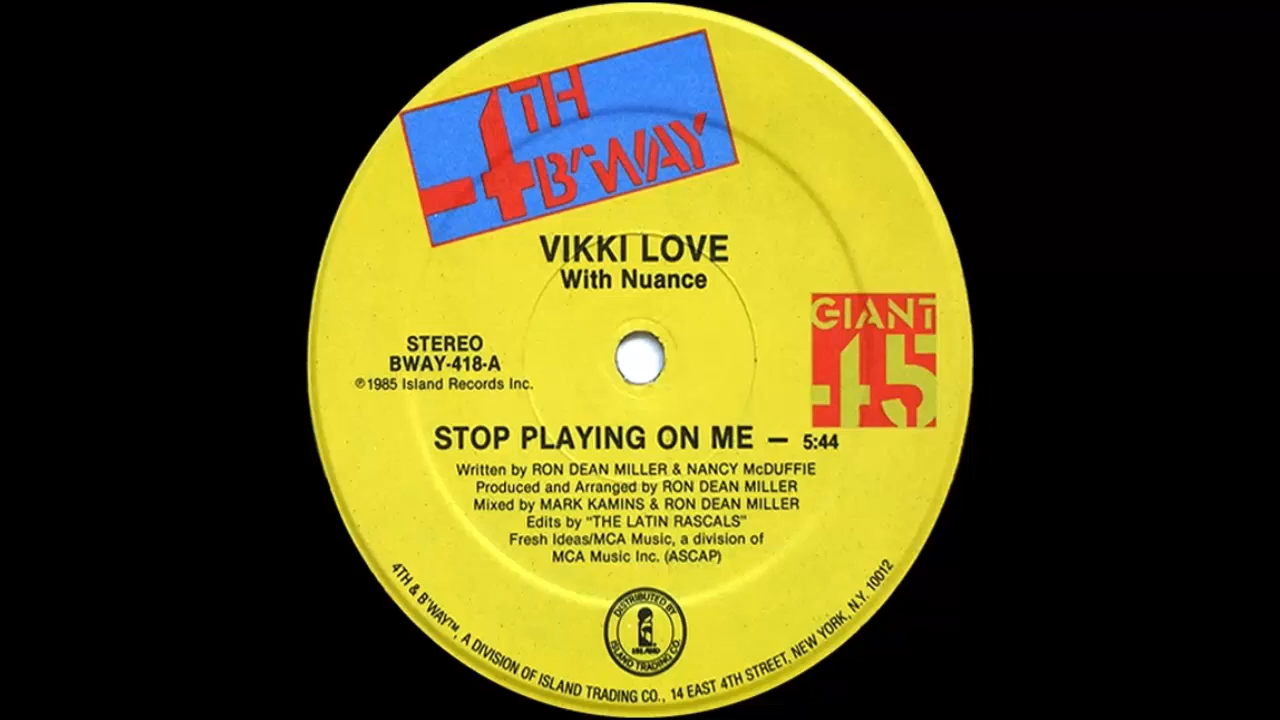 4TH
B'WAY
VIKKI LOVE
With Nuance
GIANT
45
STEREO
BWAY-418-A
℗1985 Island Records Inc.
STOP PLAYING ON ME — 5:44
Written by RON DEAN MILLER & NANCY McDUFFIE
Produced and Arranged by RON DEAN MILLER
Mixed by MARK KAMINS & RON DEAN MILLER
Edits by "THE LATIN RASCALS"
Fresh Ideas/MCA Music, a division of
MCA Music Inc. (ASCAP)
DISTRIBUTED BY
ISLAND
ISLAND TRADING CO.
4TH & B'WAY™, A DIVISION OF ISLAND TRADING CO., 14 EAST 4TH STREET, NEW YORK, N.Y. 10012